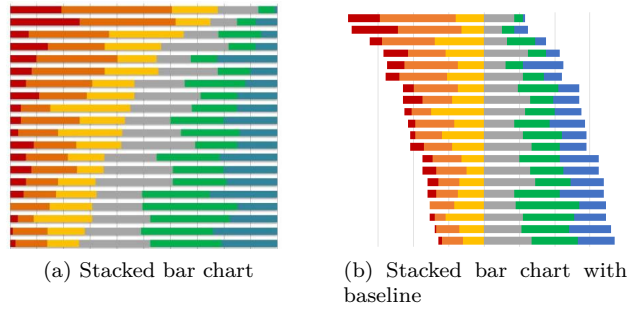 (a) Stacked bar chart
(b) Stacked bar chart with
baseline